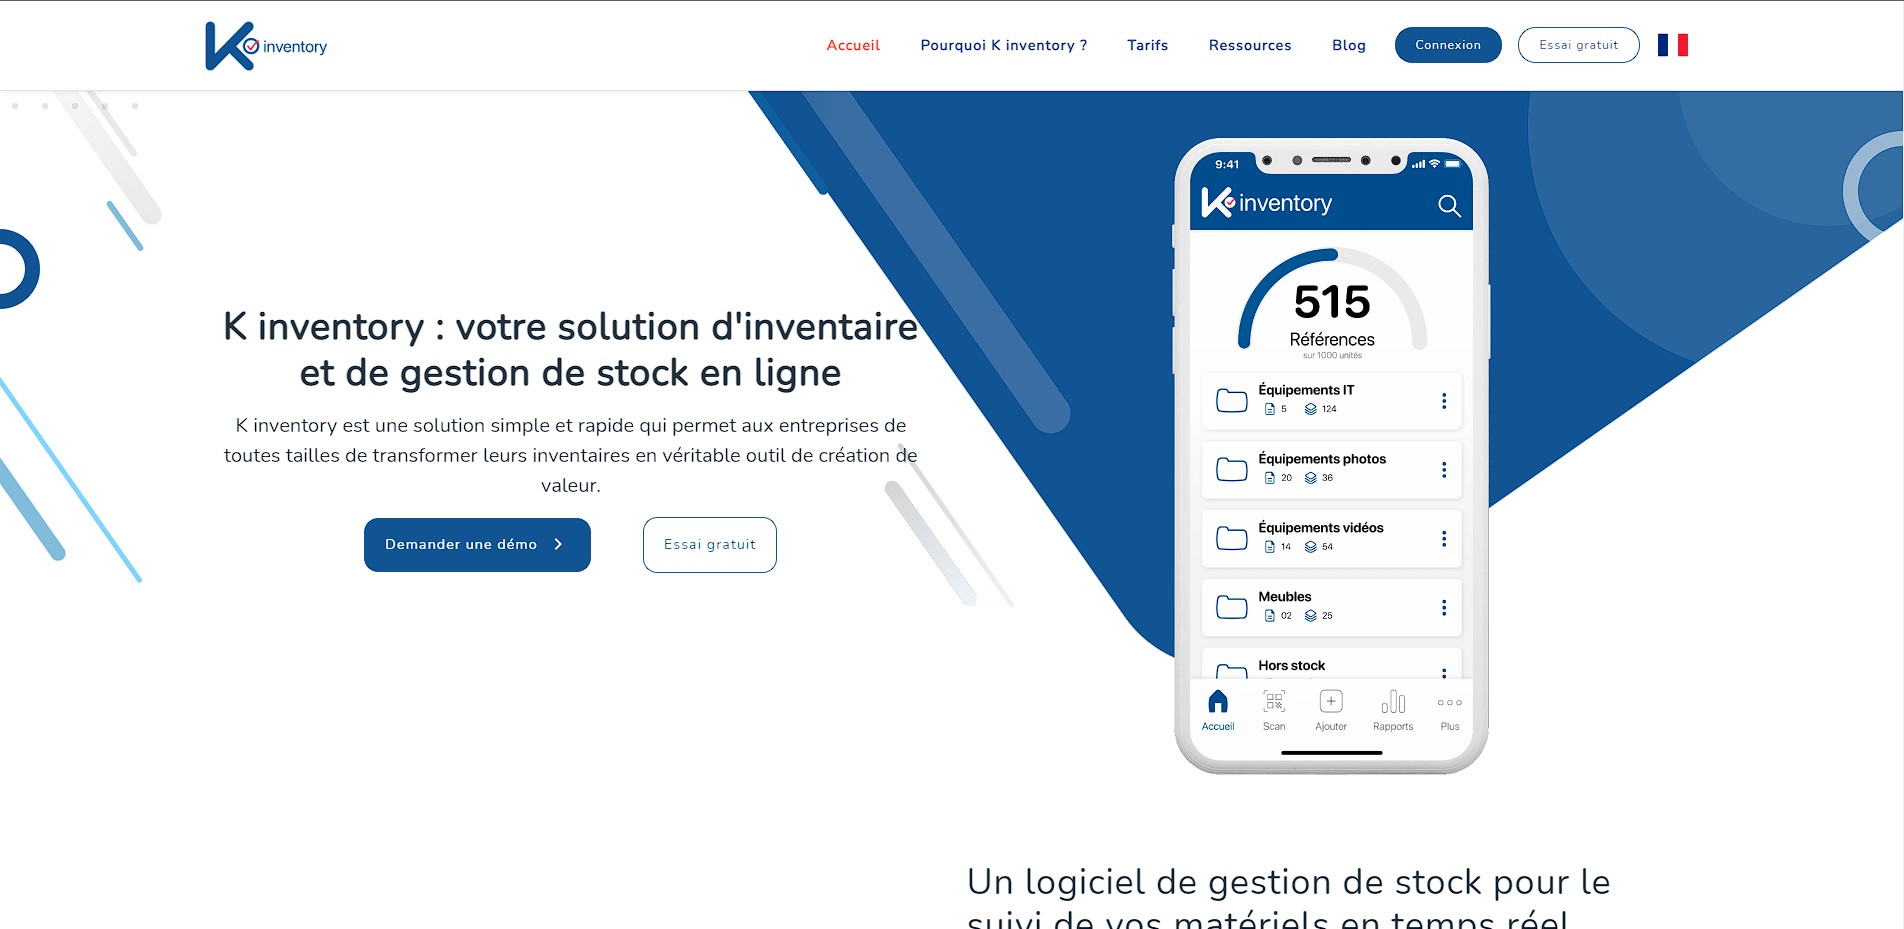 K inventory
Accueil
Pourquoi K inventory ?
Tarifs
Ressources
Blog
Connexion
Essai gratuit
K inventory : votre solution d'inventaire
et de gestion de stock en ligne
K inventory est une solution simple et rapide qui permet aux entreprises de
toutes tailles de transformer leurs inventaires en véritable outil de création de
valeur.
Demander une démo
Essai gratuit
9:41
K inventory
515
Références
sur 1000 unités
Équipements IT
5 124
Équipements photos
20 36
Équipements vidéos
14 54
Meubles
02 25
Hors stock
Accueil
Scan
Ajouter
Rapports
Plus
Un logiciel de gestion de stock pour le
suivi de vos matériels en temps réel